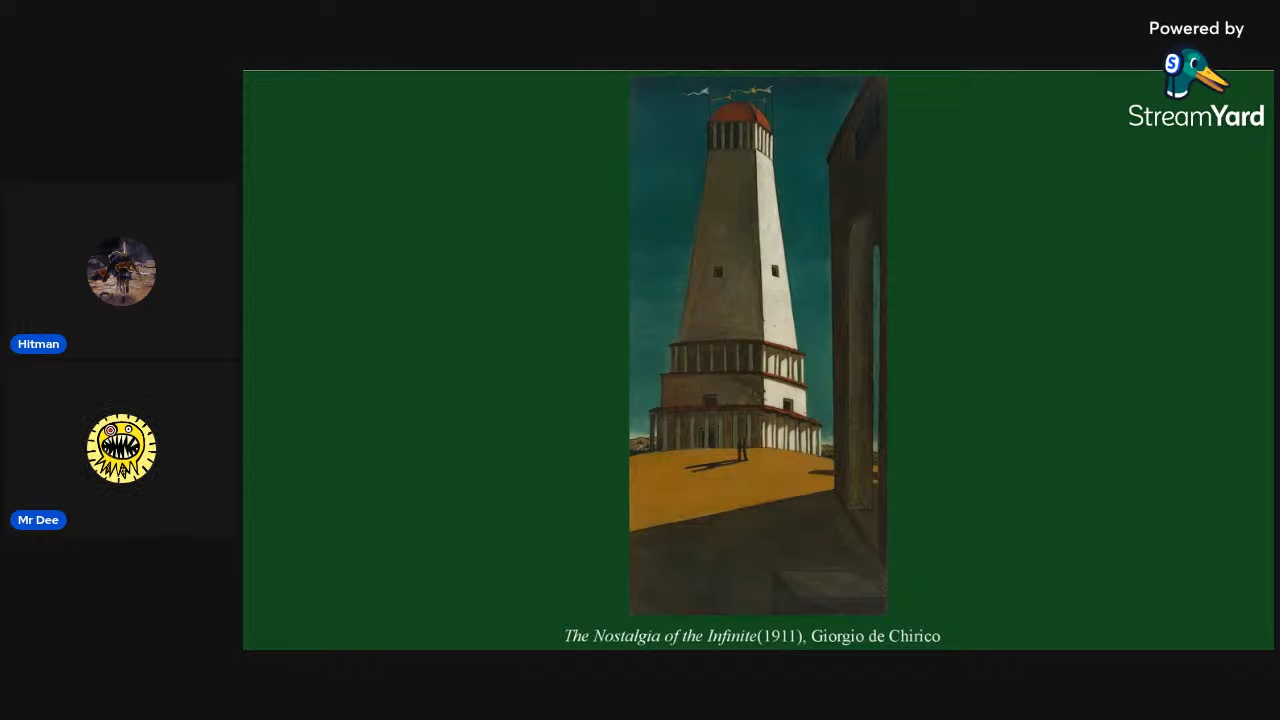 Powered by
S
StreamYard
Hitman
Mr Dee
The Nostalgia of the Infinite(1911), Giorgio de Chirico